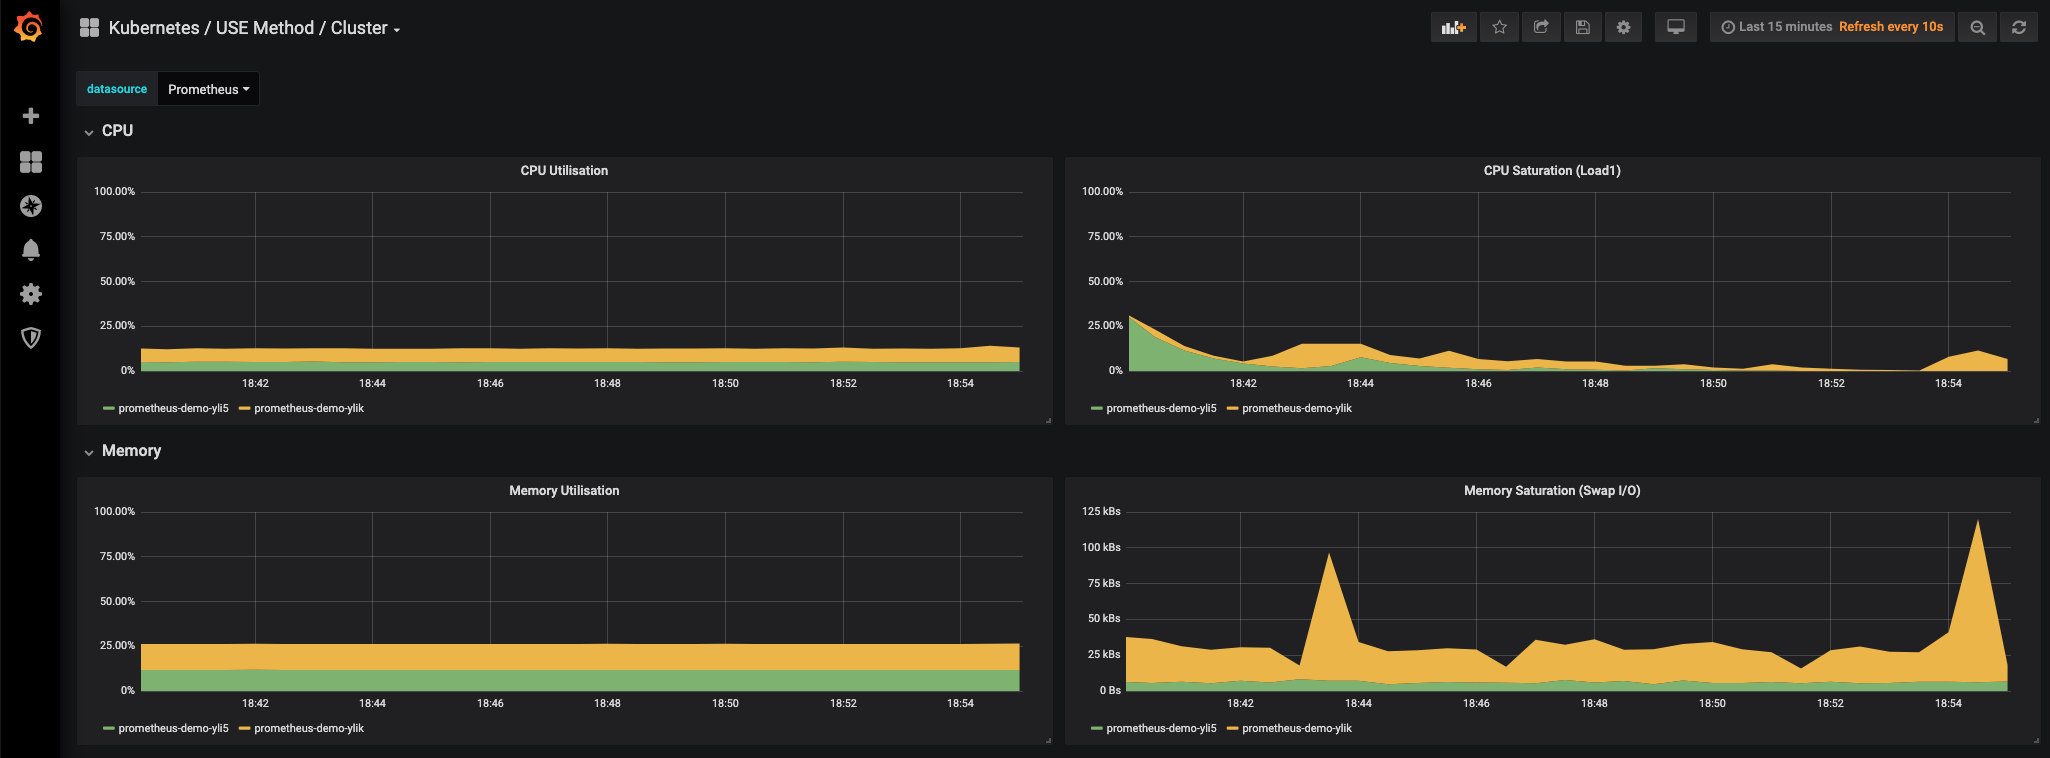 Kubernetes / USE Method / Cluster
Last 15 minutes Refresh every 10s
datasource Prometheus
CPU
CPU Utilisation
100.00%
75.00%
50.00%
25.00%
0%
18:42 18:44 18:46 18:48 18:50 18:52 18:54
prometheus-demo-yli5 prometheus-demo-ylik
CPU Saturation (Load1)
100.00%
75.00%
50.00%
25.00%
0%
18:42 18:44 18:46 18:48 18:50 18:52 18:54
prometheus-demo-yli5 prometheus-demo-ylik
Memory
Memory Utilisation
100.00%
75.00%
50.00%
25.00%
0%
18:42 18:44 18:46 18:48 18:50 18:52 18:54
prometheus-demo-yli5 prometheus-demo-ylik
Memory Saturation (Swap I/O)
125 kBs
100 kBs
75 kBs
50 kBs
25 kBs
0 Bs
18:42 18:44 18:46 18:48 18:50 18:52 18:54
prometheus-demo-yli5 prometheus-demo-ylik